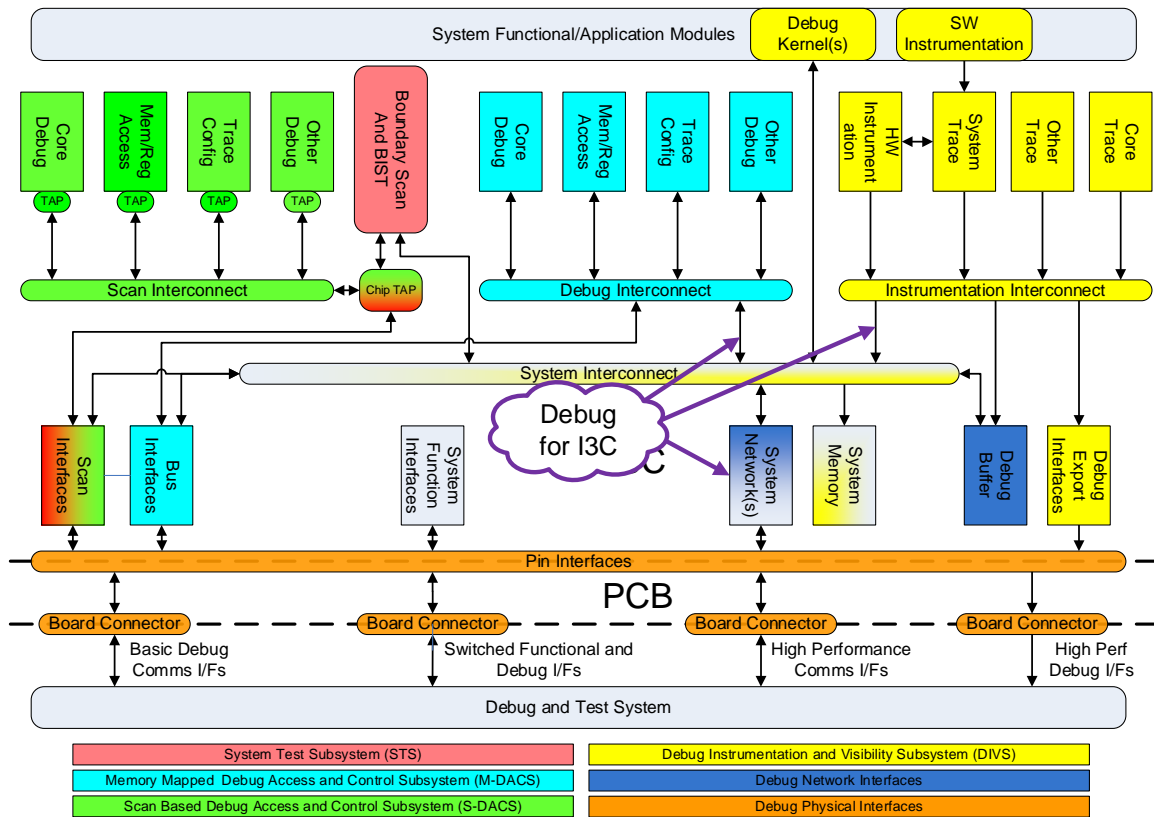 System Functional/Application Modules
Debug
Kernel(s)
SW
Instrumentation
Core
Debug
Mem/Reg
Access
Trace
Config
Other
Debug
Boundary Scan
And BIST
Core
Debug
Mem/Reg
Access
Trace
Config
Other
Debug
HW
Instrument
ation
System
Trace
Other
Trace
Core
Trace
TAP
TAP
TAP
TAP
Scan Interconnect
Chip TAP
Debug Interconnect
Instrumentation Interconnect
System Interconnect
Debug
for I3C
C
Scan
Interfaces
Bus
Interfaces
System
Function
Interfaces
System
Network(s)
System
Memory
Debug
Buffer
Debug
Export
Interfaces
Pin Interfaces
PCB
Board Connector
Board Connector
Board Connector
Board Connector
Basic Debug
Comms I/Fs
Switched Functional and
Debug I/Fs
High Performance
Comms I/Fs
High Perf
Debug I/Fs
Debug and Test System
System Test Subsystem (STS)
Debug Instrumentation and Visibility Subsystem (DIVS)
Memory Mapped Debug Access and Control Subsystem (M-DACS)
Debug Network Interfaces
Scan Based Debug Access and Control Subsystem (S-DACS)
Debug Physical Interfaces